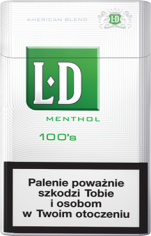 AMERICAN BLEND
L·D
L·D
MENTHOL
100's
Palenie poważnie
szkodzi Tobie
i osobom
w Twoim otoczeniu